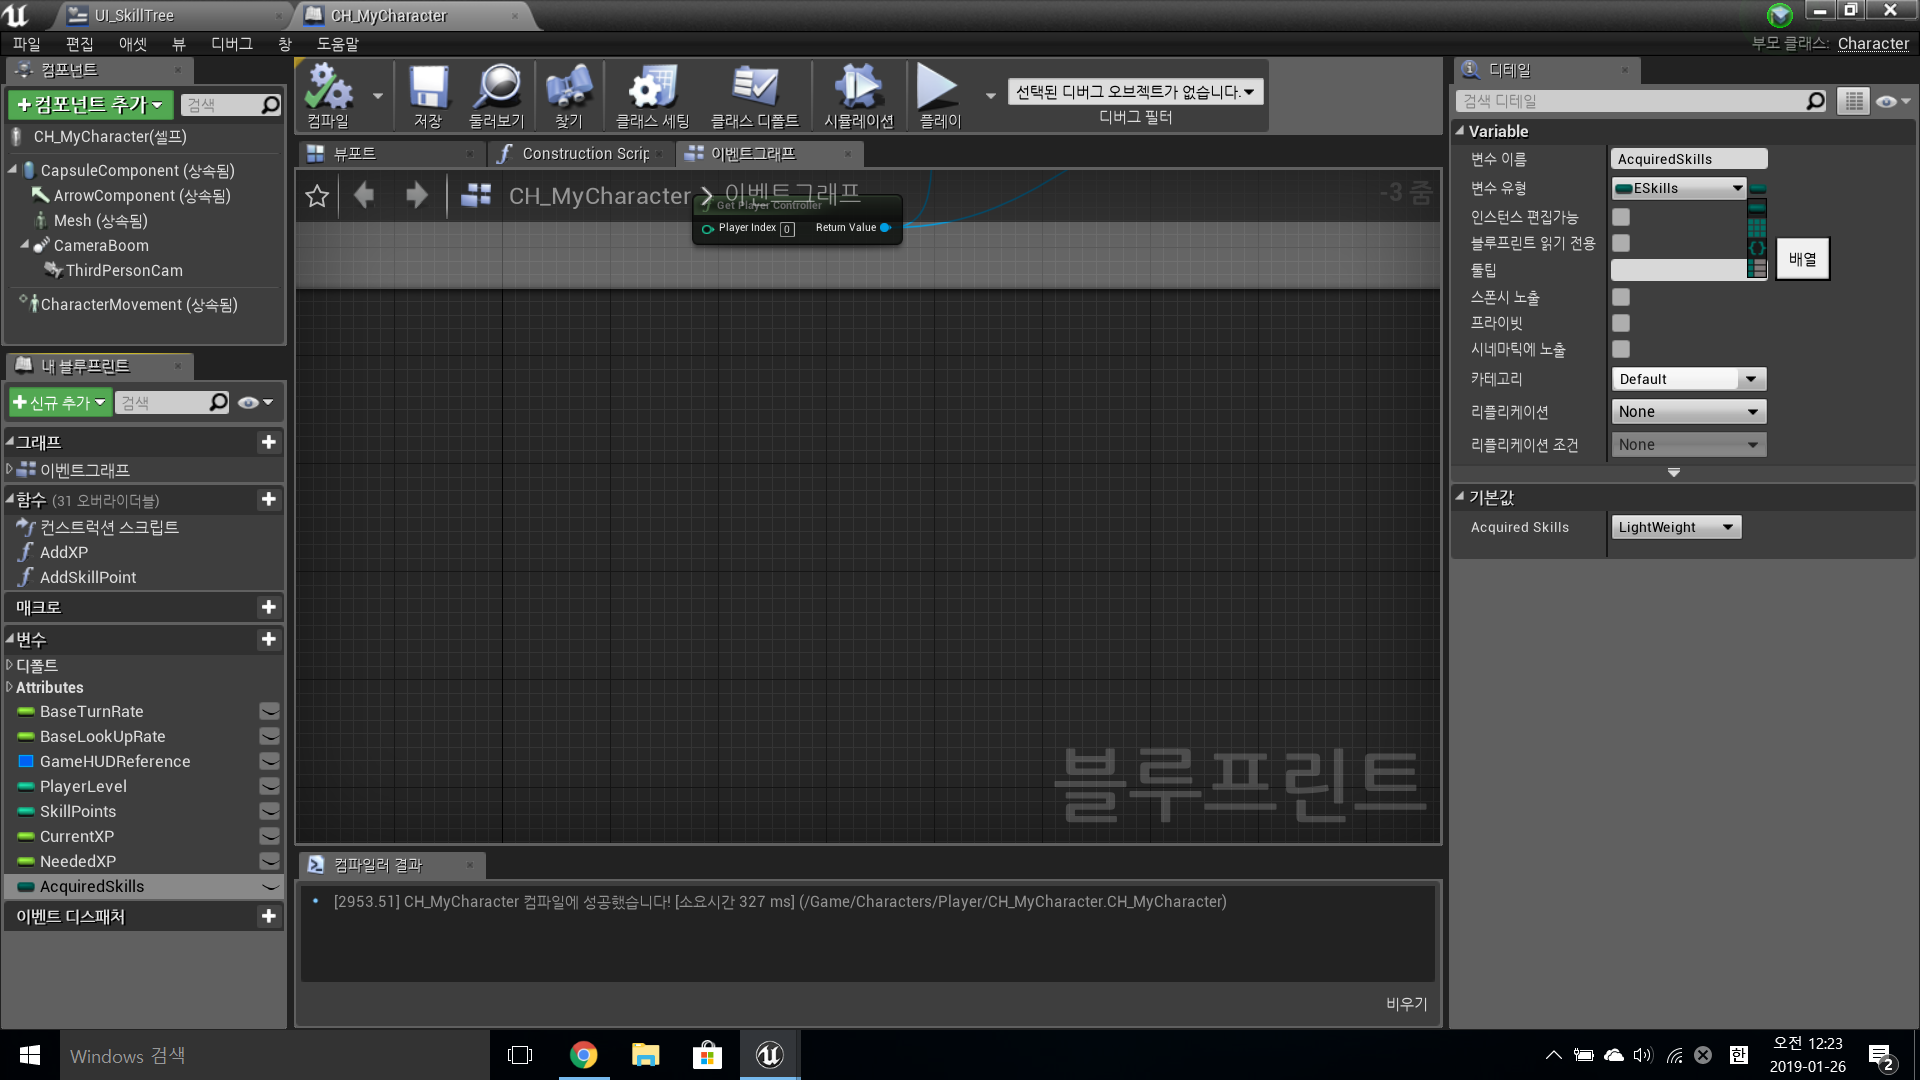 UI_SkillTree
CH_MyCharacter
파일 편집 애셋 뷰 디버그 창 도움말
부모 클래스: Character
컴포넌트
+컴포넌트 추가
검색
CH_MyCharacter(셀프)
CapsuleComponent (상속됨)
ArrowComponent (상속됨)
Mesh (상속됨)
CameraBoom
ThirdPersonCam
CharacterMovement (상속됨)
내 블루프린트
+신규 추가
검색
그래프
이벤트그래프
함수 (31 오버라이더블)
컨스트럭션 스크립트
AddXP
AddSkillPoint
매크로
변수
디폴트
Attributes
BaseTurnRate
BaseLookUpRate
GameHUDReference
PlayerLevel
SkillPoints
CurrentXP
NeededXP
AcquiredSkills
이벤트 디스패처
컴파일
저장
둘러보기
찾기
클래스 세팅
클래스 디폴트
시뮬레이션
플레이
선택된 디버그 오브젝트가 없습니다.
디버그 필터
뷰포트
Construction Scrip
이벤트그래프
CH_MyCharacter > 이벤트그래프
-3 줌
Get Player Controller
Player Index 0
Return Value
블루프린트
컴파일러 결과
[2953.51] CH_MyCharacter 컴파일에 성공했습니다! [소요시간 327 ms] (/Game/Characters/Player/CH_MyCharacter.CH_MyCharacter)
비우기
디테일
검색 디테일
Variable
변수 이름
AcquiredSkills
변수 유형
ESkills
인스턴스 편집가능
블루프린트 읽기 전용
배열
툴팁
스폰시 노출
프라이빗
시네마틱에 노출
카테고리
Default
리플리케이션
None
리플리케이션 조건
None
기본값
Acquired Skills
LightWeight
Windows 검색
한
오전 12:23
2019-01-26
2